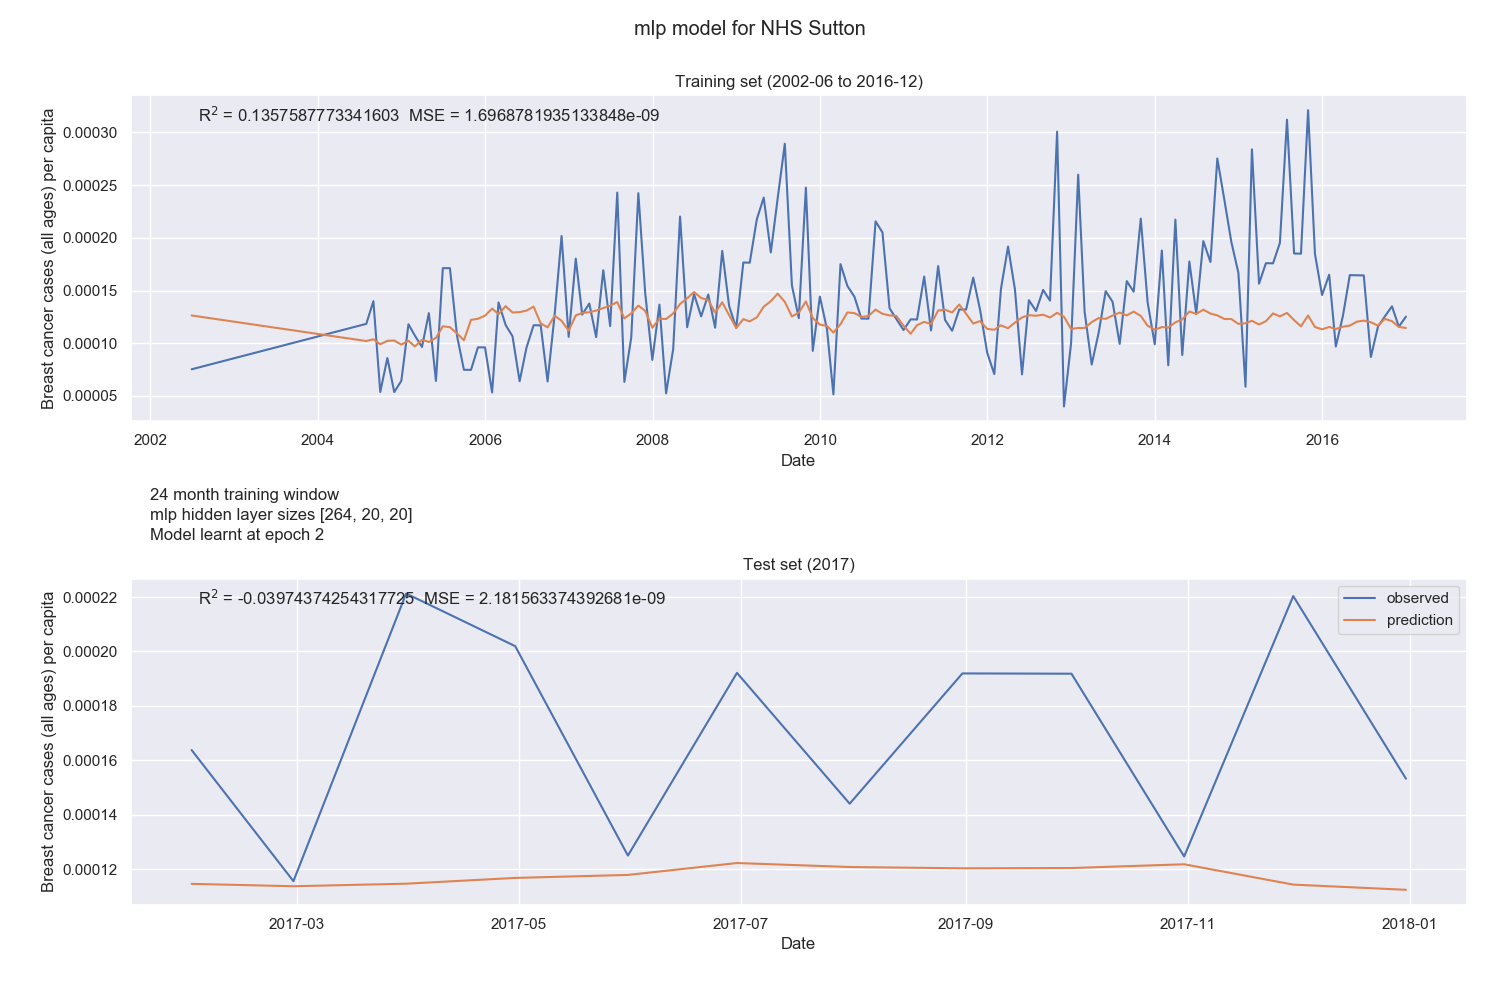 mlp model for NHS Sutton
Training set (2002-06 to 2016-12)
R² = 0.1357587773341603  MSE = 1.6968781935133848e-09
Breast cancer cases (all ages) per capita
0.00030
0.00025
0.00020
0.00015
0.00010
0.00005
2002 2004 2006 2008 2010 2012 2014 2016
Date
24 month training window
mlp hidden layer sizes [264, 20, 20]
Model learnt at epoch 2
Test set (2017)
R² = -0.03974374254317725  MSE = 2.181563374392681e-09
observed
prediction
Breast cancer cases (all ages) per capita
0.00022
0.00020
0.00018
0.00016
0.00014
0.00012
2017-03 2017-05 2017-07 2017-09 2017-11 2018-01
Date